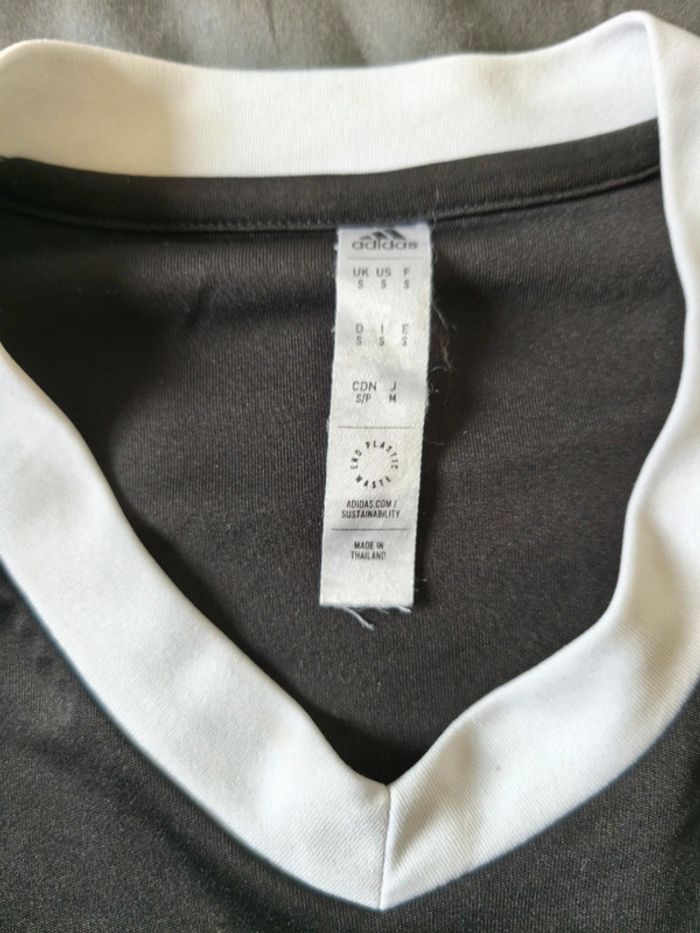 adidas
UK US F
S S S
D I E
S S S
CDN J
S/P M
END PLASTIC WASTE
ADIDAS.COM/
SUSTAINABILITY
MADE IN
THAILAND